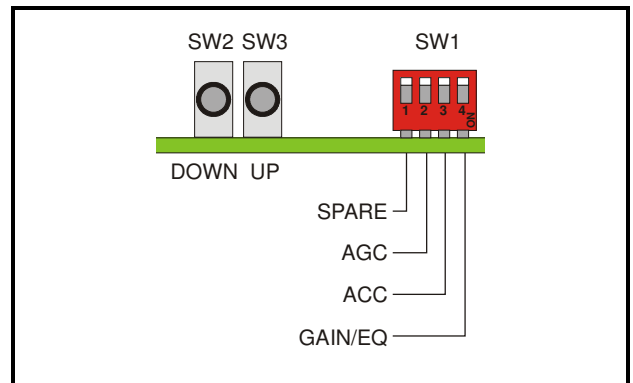 SW2 SW3 SW1
1 2 3 4
ON
DOWN UP
SPARE
AGC
ACC
GAIN/EQ